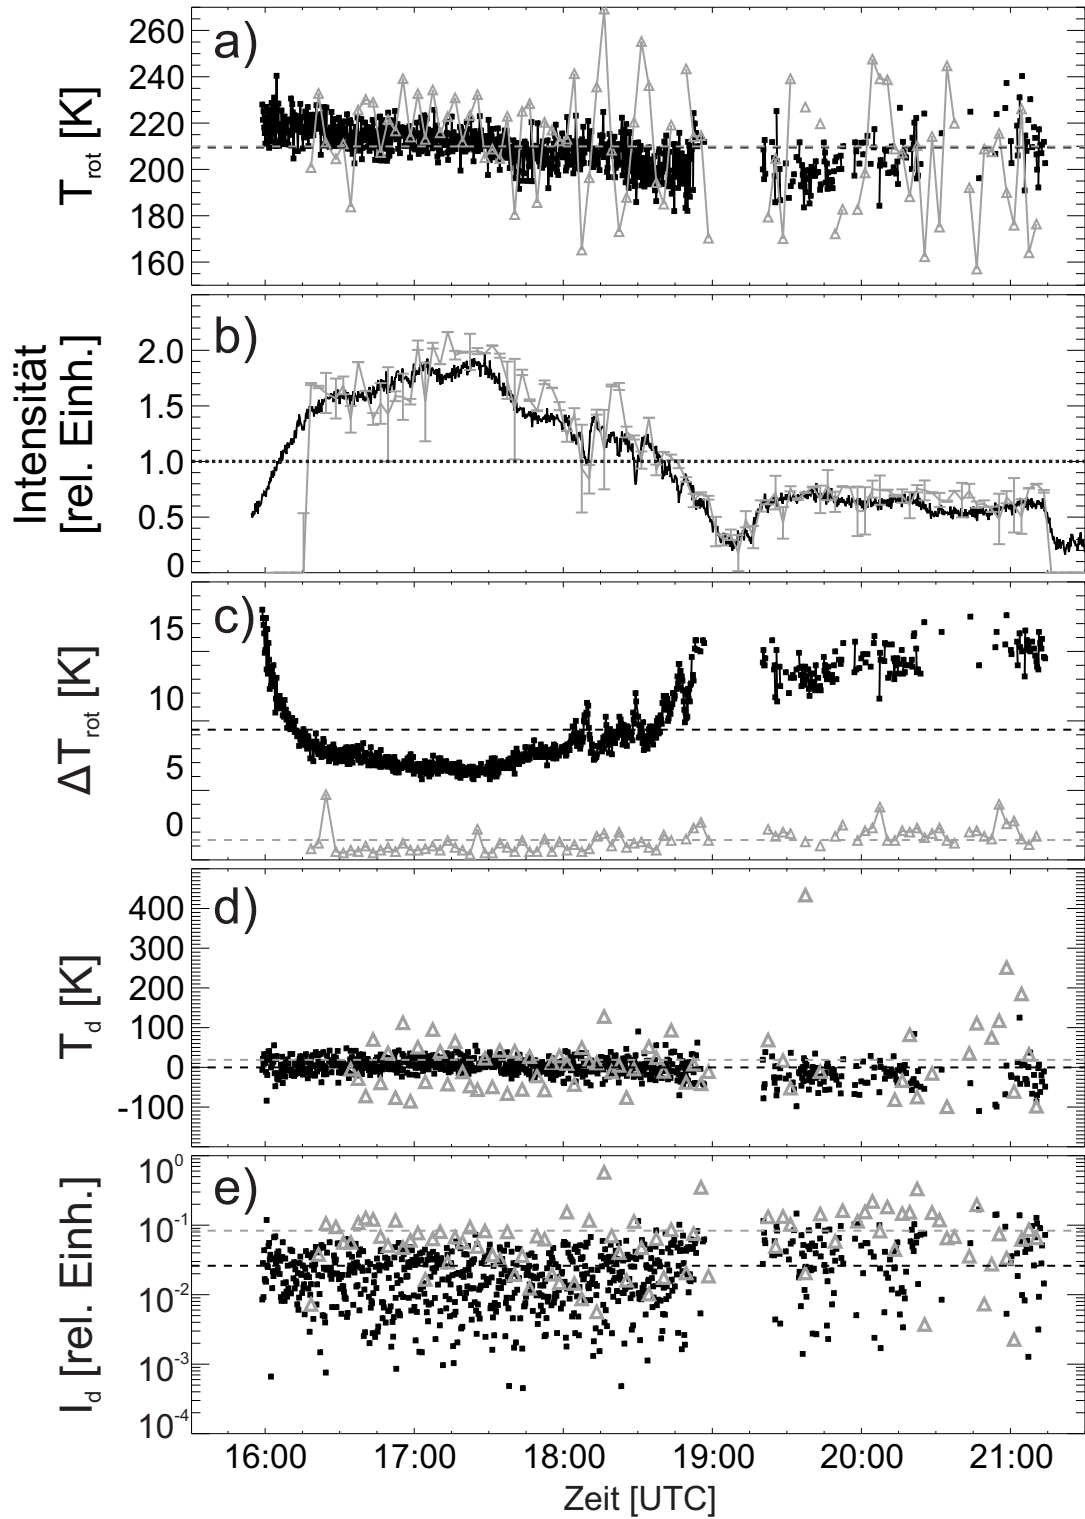 a)
T_rot [K]
260
240
220
200
180
160
b)
Intensität
[rel. Einh.]
2.0
1.5
1.0
0.5
0
c)
ΔT_rot [K]
15
10
5
0
d)
T_d [K]
400
300
200
100
0
-100
e)
I_d [rel. Einh.]
10^0
10^-1
10^-2
10^-3
10^-4
16:00 17:00 18:00 19:00 20:00 21:00
Zeit [UTC]